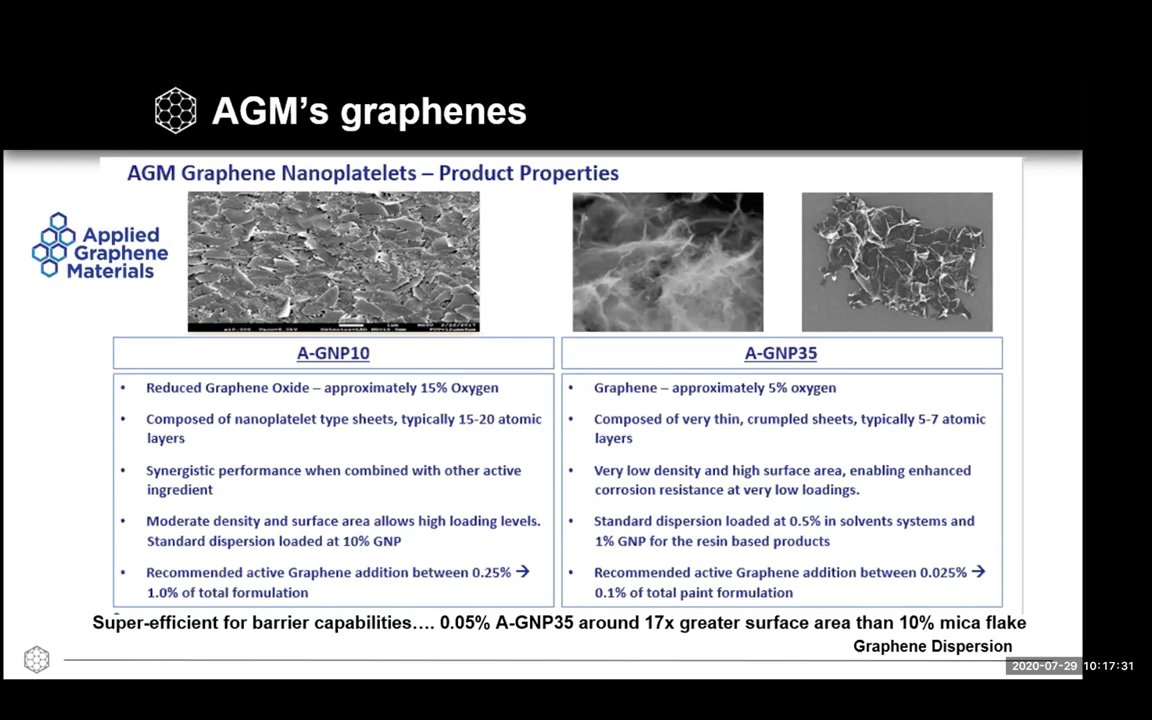 AGM's graphenes
AGM Graphene Nanoplatelets – Product Properties
Applied
Graphene
Materials
A-GNP10
• Reduced Graphene Oxide – approximately 15% Oxygen
• Composed of nanoplatelet type sheets, typically 15-20 atomic
layers
• Synergistic performance when combined with other active
ingredient
• Moderate density and surface area allows high loading levels.
Standard dispersion loaded at 10% GNP
• Recommended active Graphene addition between 0.25% →
1.0% of total formulation
A-GNP35
• Graphene – approximately 5% oxygen
• Composed of very thin, crumpled sheets, typically 5-7 atomic
layers
• Very low density and high surface area, enabling enhanced
corrosion resistance at very low loadings.
• Standard dispersion loaded at 0.5% in solvents systems and
1% GNP for the resin based products
• Recommended active Graphene addition between 0.025% →
0.1% of total paint formulation
Super-efficient for barrier capabilities.... 0.05% A-GNP35 around 17x greater surface area than 10% mica flake
Graphene Dispersion
2020-07-29 10:17:31